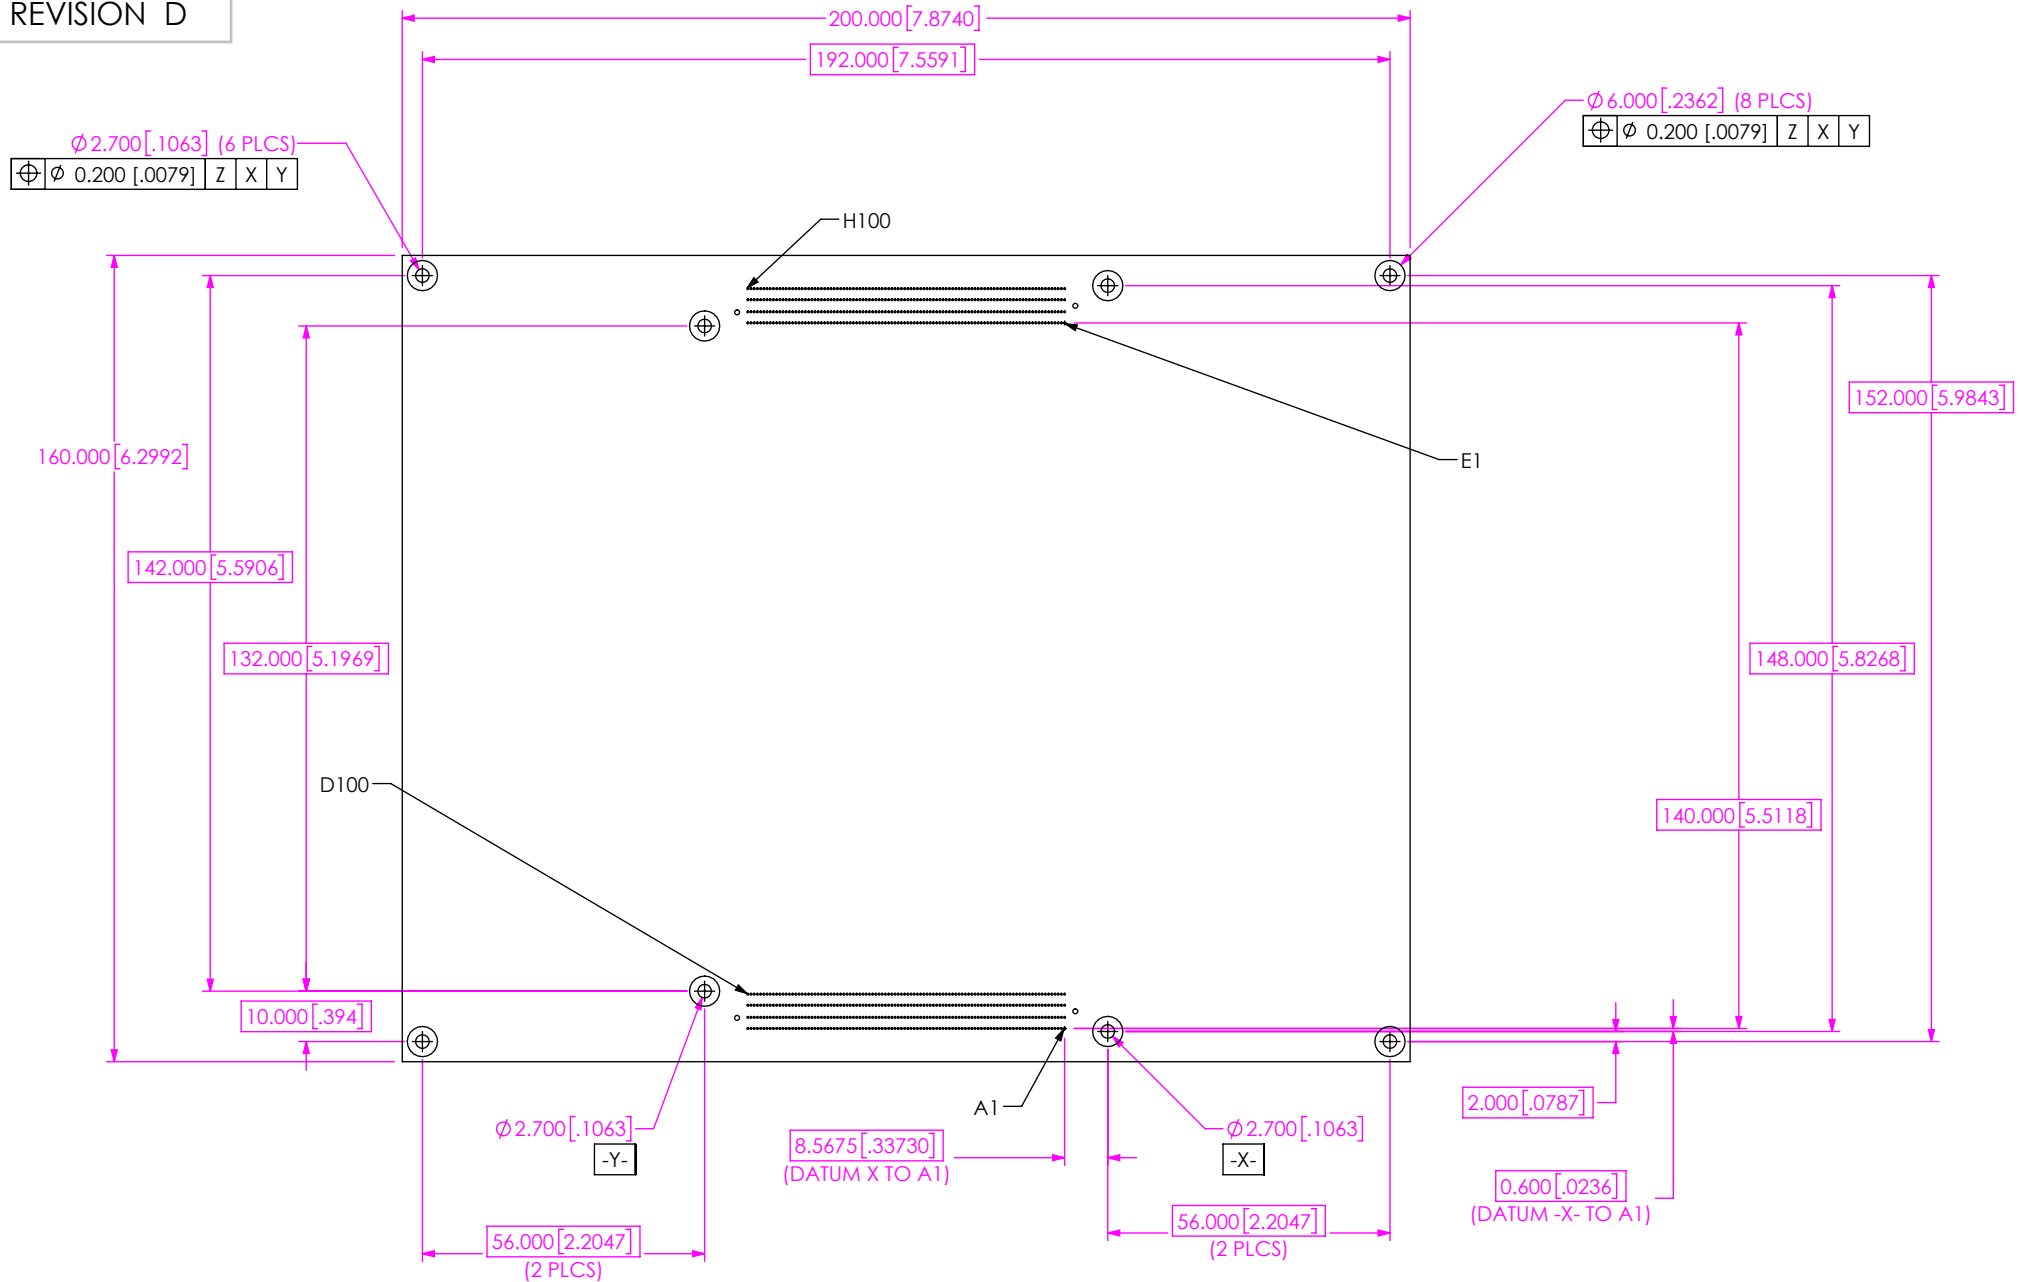 REVISION D
200.000 [7.8740]
192.000 [7.5591]
⌀6.000 [.2362] (8 PLCS)
⌖ ⌀ 0.200 [.0079] Z X Y
⌀2.700 [.1063] (6 PLCS)
⌖ ⌀ 0.200 [.0079] Z X Y
H100
152.000 [5.9843]
160.000 [6.2992]
E1
142.000 [5.5906]
132.000 [5.1969]
148.000 [5.8268]
D100
140.000 [5.5118]
10.000 [.394]
A1
2.000 [.0787]
⌀2.700 [.1063]
-Y-
8.5675 [.33730]
(DATUM X TO A1)
⌀2.700 [.1063]
-X-
0.600 [.0236]
(DATUM -X- TO A1)
56.000 [2.2047]
(2 PLCS)
56.000 [2.2047]
(2 PLCS)